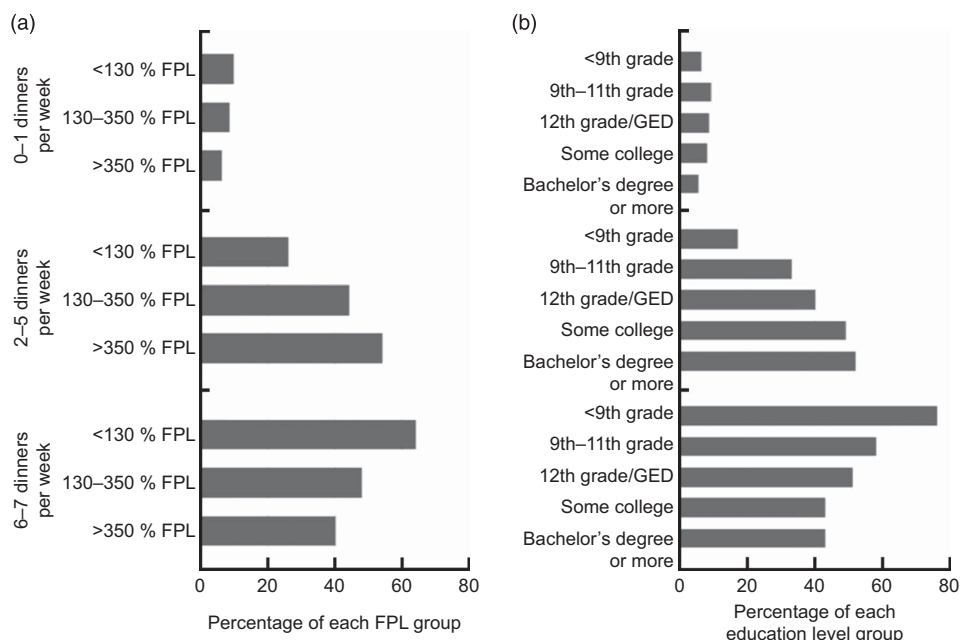 (a)
0–1 dinners
per week
<130 % FPL
130–350 % FPL
>350 % FPL
2–5 dinners
per week
<130 % FPL
130–350 % FPL
>350 % FPL
6–7 dinners
per week
<130 % FPL
130–350 % FPL
>350 % FPL
0 20 40 60 80
Percentage of each FPL group
(b)
<9th grade
9th–11th grade
12th grade/GED
Some college
Bachelor’s degree
or more
<9th grade
9th–11th grade
12th grade/GED
Some college
Bachelor’s degree
or more
<9th grade
9th–11th grade
12th grade/GED
Some college
Bachelor’s degree
or more
0 20 40 60 80
Percentage of each
education level group